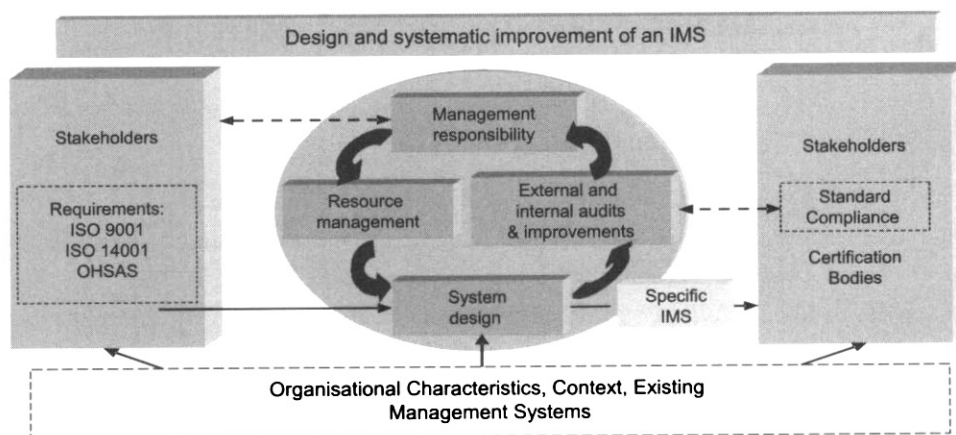 Design and systematic improvement of an IMS
Stakeholders
Requirements:
ISO 9001
ISO 14001
OHSAS
Management
responsibility
Resource
management
External and
internal audits
& improvements
System
design
Specific
IMS
Stakeholders
Standard
Compliance
Certification
Bodies
Organisational Characteristics, Context, Existing
Management Systems